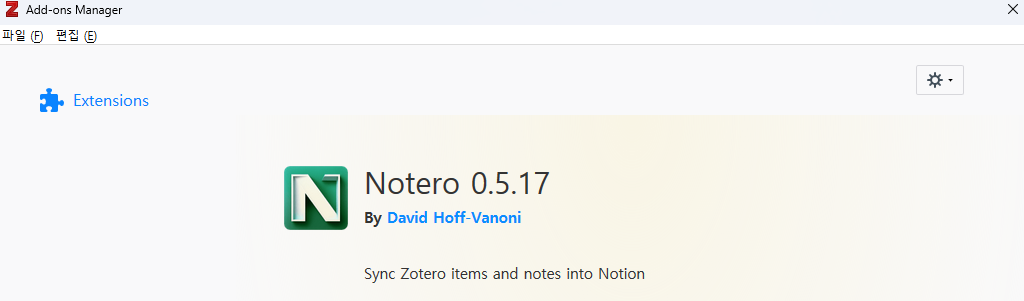 Add-ons Manager
파일 (F) 편집 (E)
Extensions
Notero 0.5.17
By David Hoff-Vanoni
Sync Zotero items and notes into Notion